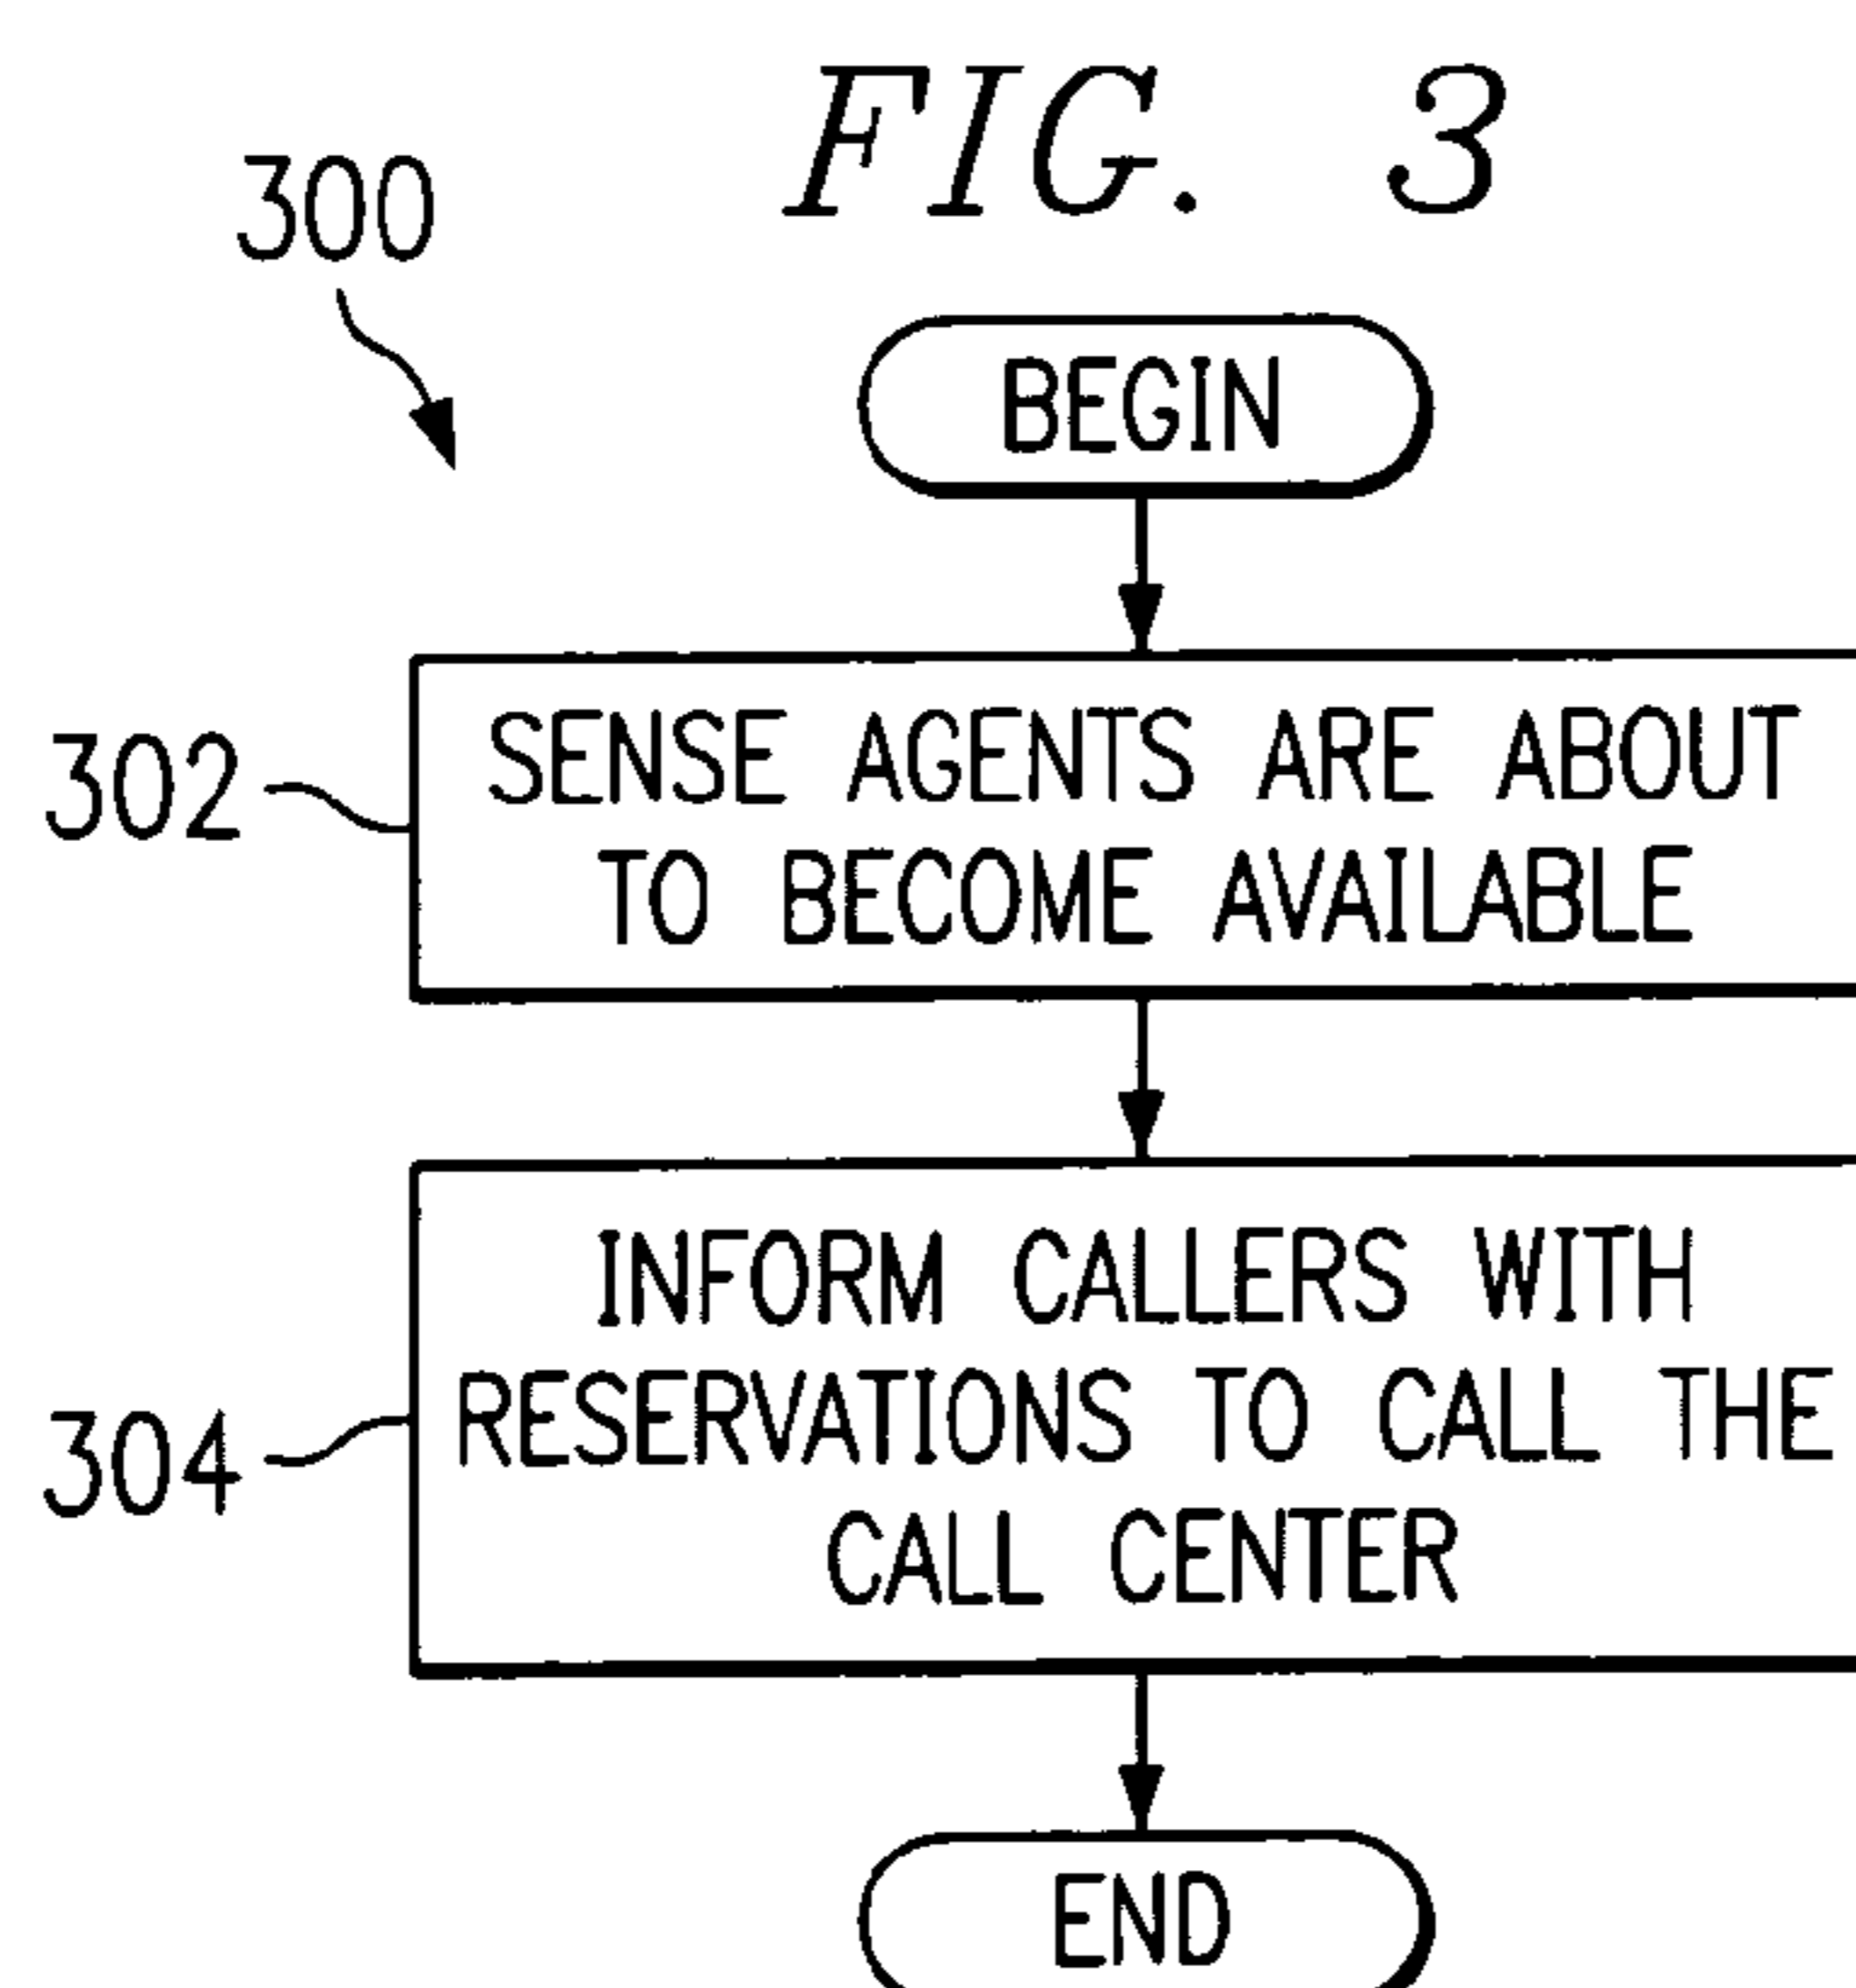 FIG. 3
300
BEGIN
302
SENSE AGENTS ARE ABOUT
TO BECOME AVAILABLE
304
INFORM CALLERS WITH
RESERVATIONS TO CALL THE
CALL CENTER
END